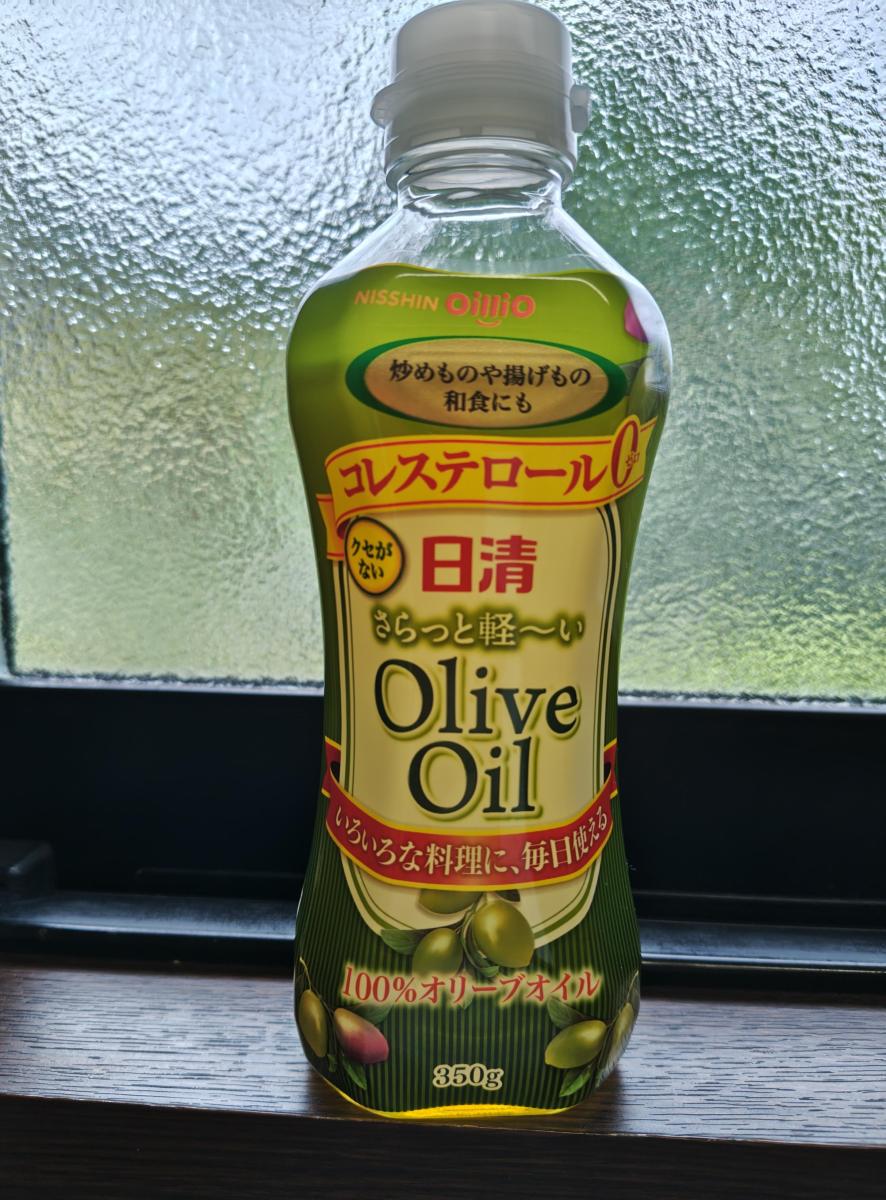 NISSHIN OilliO
炒めものや揚げもの
和食にも
コレステロール0
ゼロ
クセが
ない
日清
さらっと軽〜い
Olive
Oil
いろいろな料理に、毎日使える
100%オリーブオイル
350g